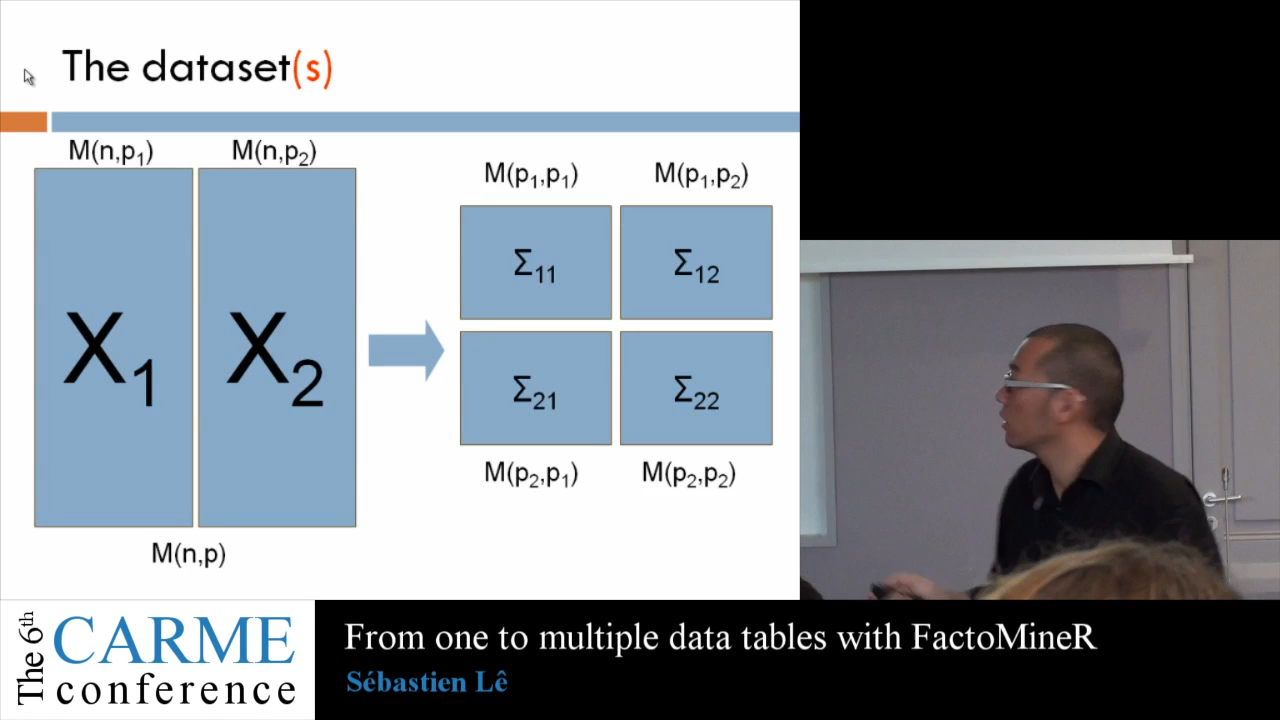 The dataset(s)
M(n,p₁) M(n,p₂)
M(p₁,p₁) M(p₁,p₂)
Σ₁₁ Σ₁₂
X₁ X₂
Σ₂₁ Σ₂₂
M(p₂,p₁) M(p₂,p₂)
M(n,p)
The 6th
CARME
conference
From one to multiple data tables with FactoMineR
Sébastien Lê